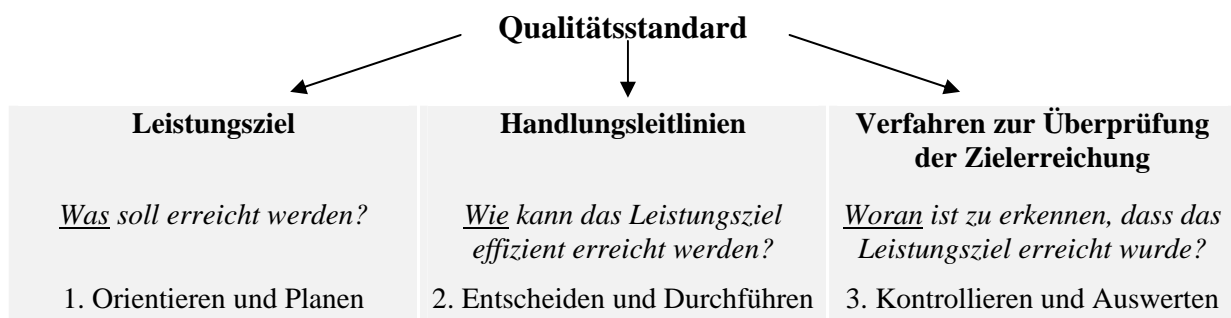 Qualitätsstandard
Leistungsziel
Was soll erreicht werden?
1. Orientieren und Planen
Handlungsleitlinien
Wie kann das Leistungsziel
effizient erreicht werden?
2. Entscheiden und Durchführen
Verfahren zur Überprüfung
der Zielerreichung
Woran ist zu erkennen, dass das
Leistungsziel erreicht wurde?
3. Kontrollieren und Auswerten